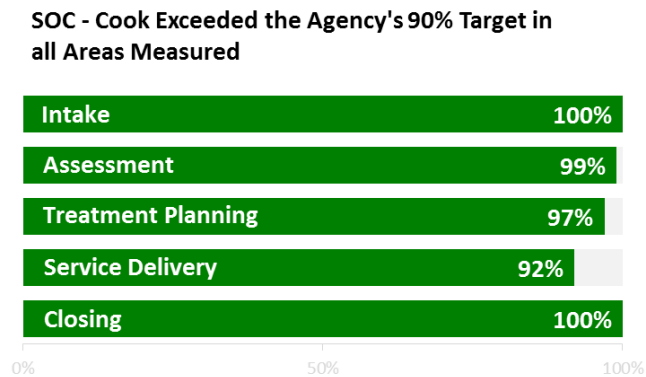 SOC - Cook Exceeded the Agency's 90% Target in
all Areas Measured
Intake 100%
Assessment 99%
Treatment Planning 97%
Service Delivery 92%
Closing 100%
0% 50% 100%